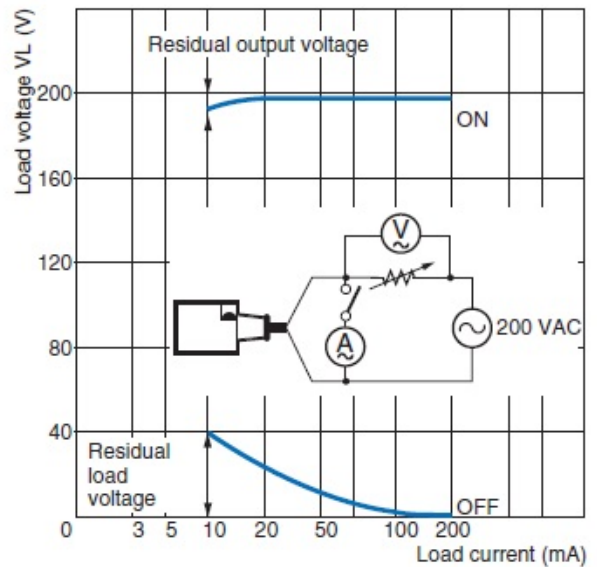 Load voltage VL (V)
Residual output voltage
200
ON
160
V
120
200 VAC
A
80
40
Residual
load
voltage
OFF
0 3 5 10 20 50 100 200
Load current (mA)